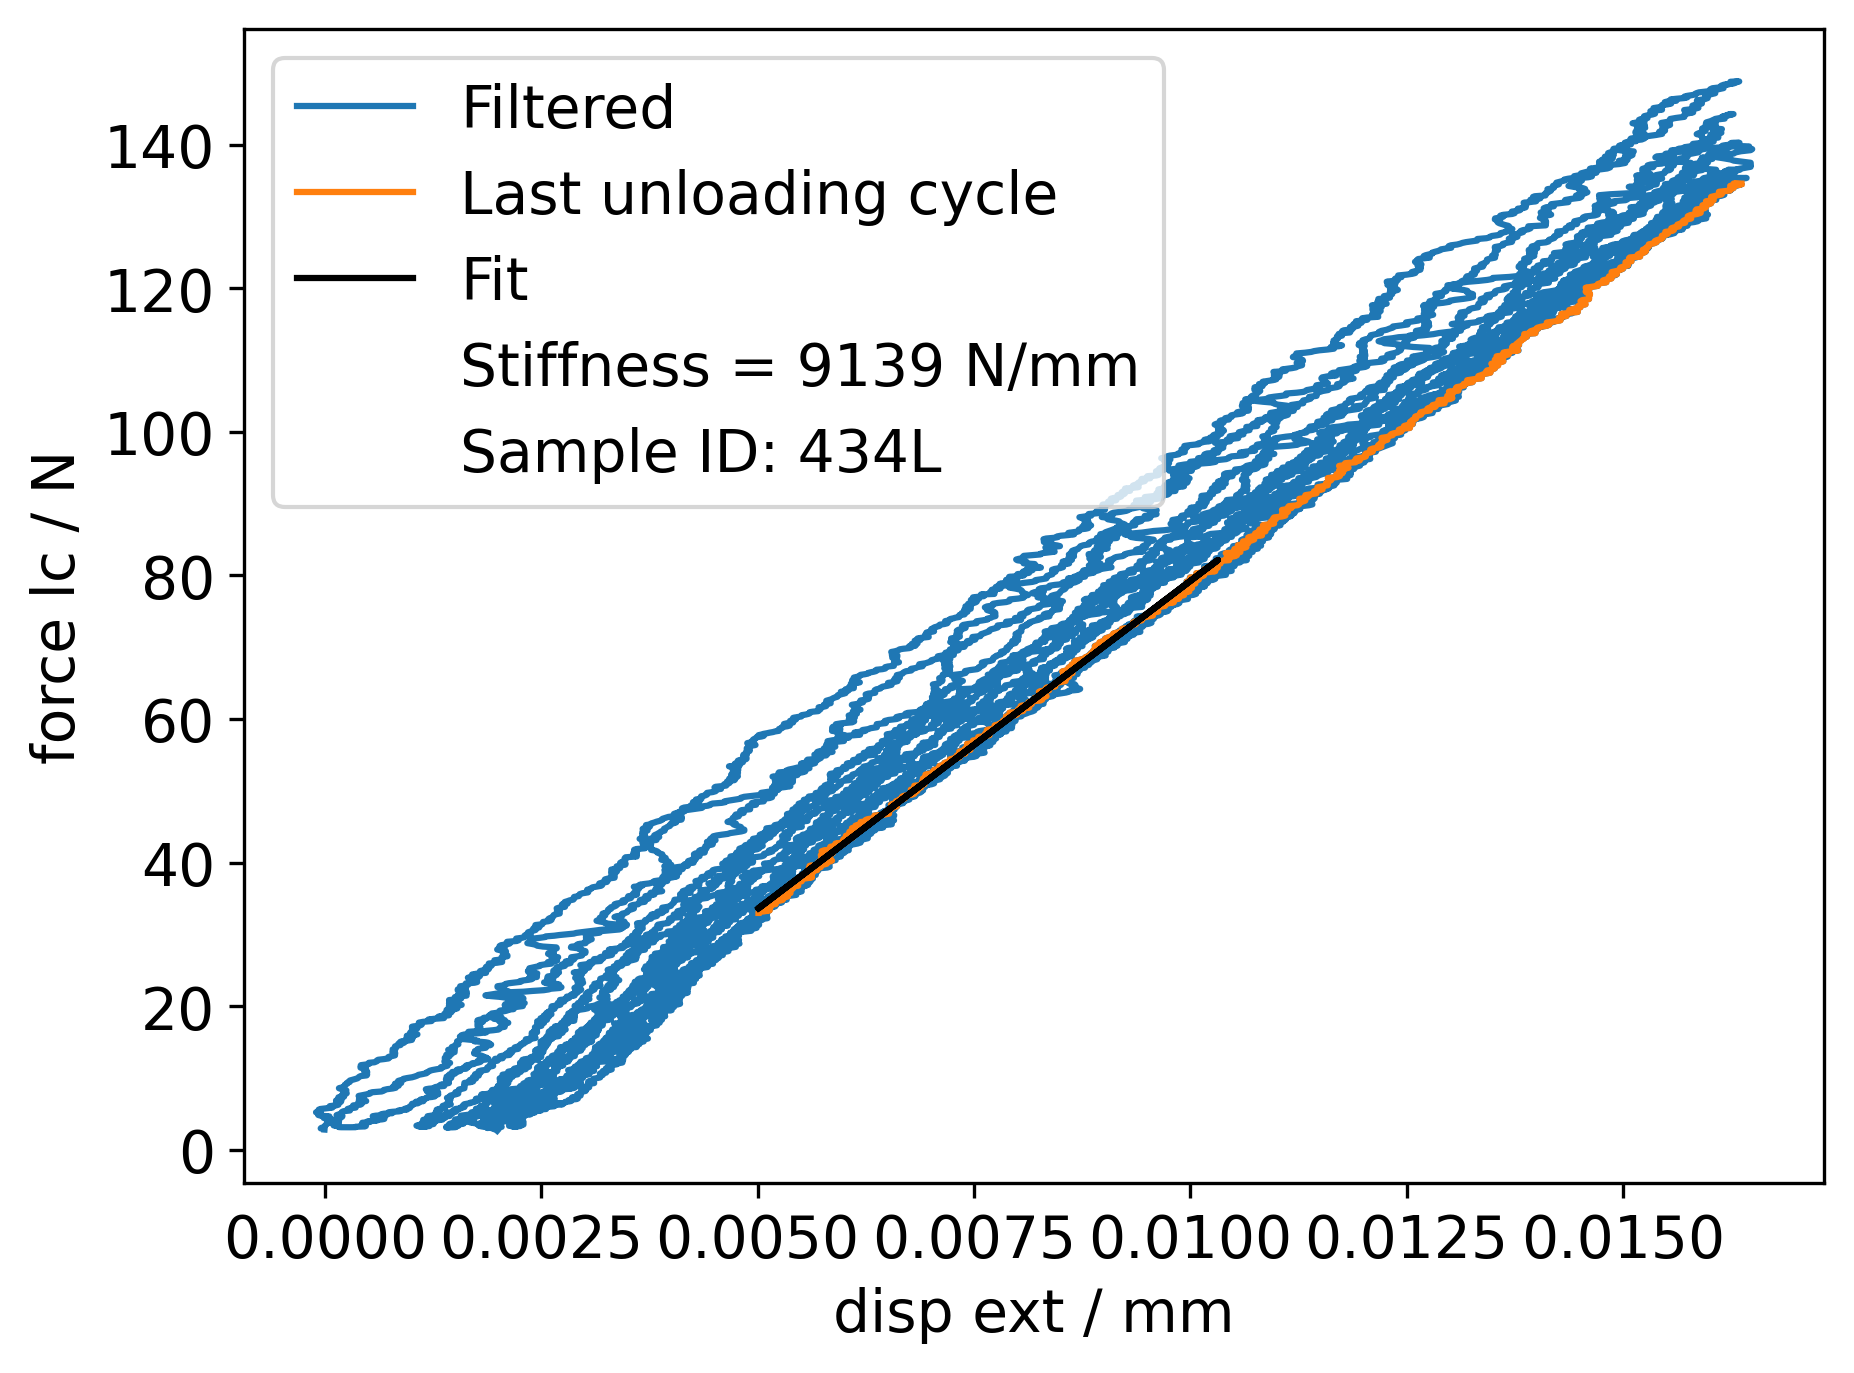 Filtered
Last unloading cycle
Fit
Stiffness = 9139 N/mm
Sample ID: 434L
140
120
100
80
60
40
20
0
force lc / N
0.0000 0.0025 0.0050 0.0075 0.0100 0.0125 0.0150
disp ext / mm